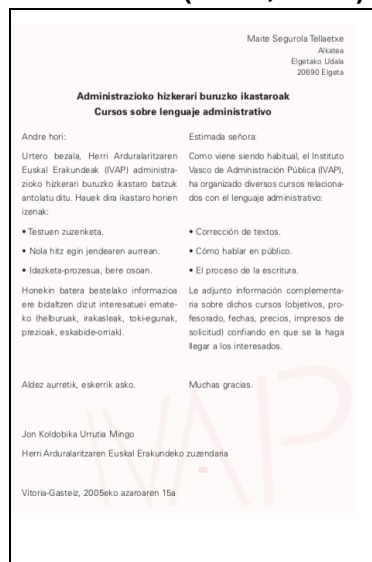 Maite Segurola Tellaetxe
Alkatea
Elgetako Udala
20690 Elgeta
Administrazioko hizkerari buruzko ikastaroak
Cursos sobre lenguaje administrativo
Andre hori:
Urtero bezala, Herri Arduralaritzaren
Euskal Erakundeak (IVAP) administra-
zioko hizkerari buruzko ikastaro batzuk
antolatu ditu. Hauek dira ikastaro horien
izenak:
• Testuen zuzenketa.
• Nola hitz egin jendearen aurrean.
• Idazketa-prozesua, bere osoan.
Honekin batera bestelako informazioa
ere bidaltzen dizut interesatuei emate-
ko (helburuak, irakasleak, toki-egunak,
prezioak, eskabide-orriak).
Aldez aurretik, eskerrik asko.
Estimada señora:
Como viene siendo habitual, el Instituto
Vasco de Administración Pública (IVAP),
ha organizado diversos cursos relaciona-
dos con el lenguaje administrativo:
• Corrección de textos.
• Cómo hablar en público.
• El proceso de la escritura.
Le adjunto información complementa-
ria sobre dichos cursos (objetivos, pro-
fesorado, fechas, precios, impresos de
solicitud) confiando en que se la haga
llegar a los interesados.
Muchas gracias.
Jon Koldobika Urrutia Mingo
Herri Arduralaritzaren Euskal Erakundeko zuzendaria
Vitoria-Gasteiz, 2005eko azaroaren 15a
IVAP